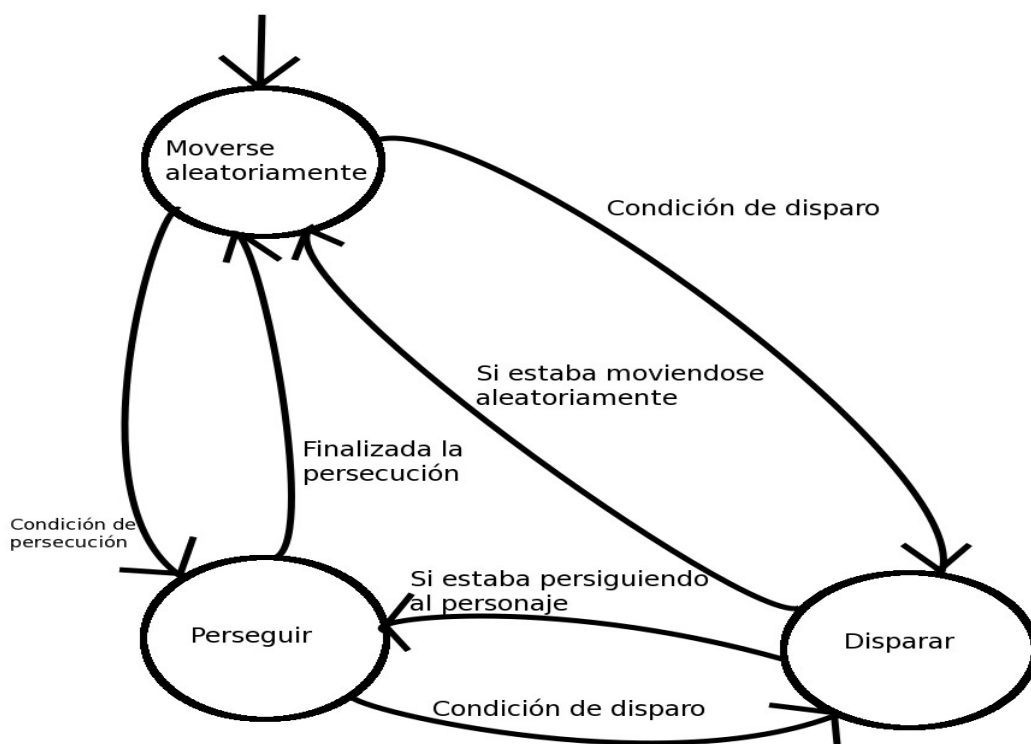 Moverse
aleatoriamente
Condición de disparo
Si estaba moviendose
aleatoriamente
Finalizada la
persecución
Condición de
persecución
Si estaba persiguiendo
al personaje
Perseguir
Disparar
Condición de disparo